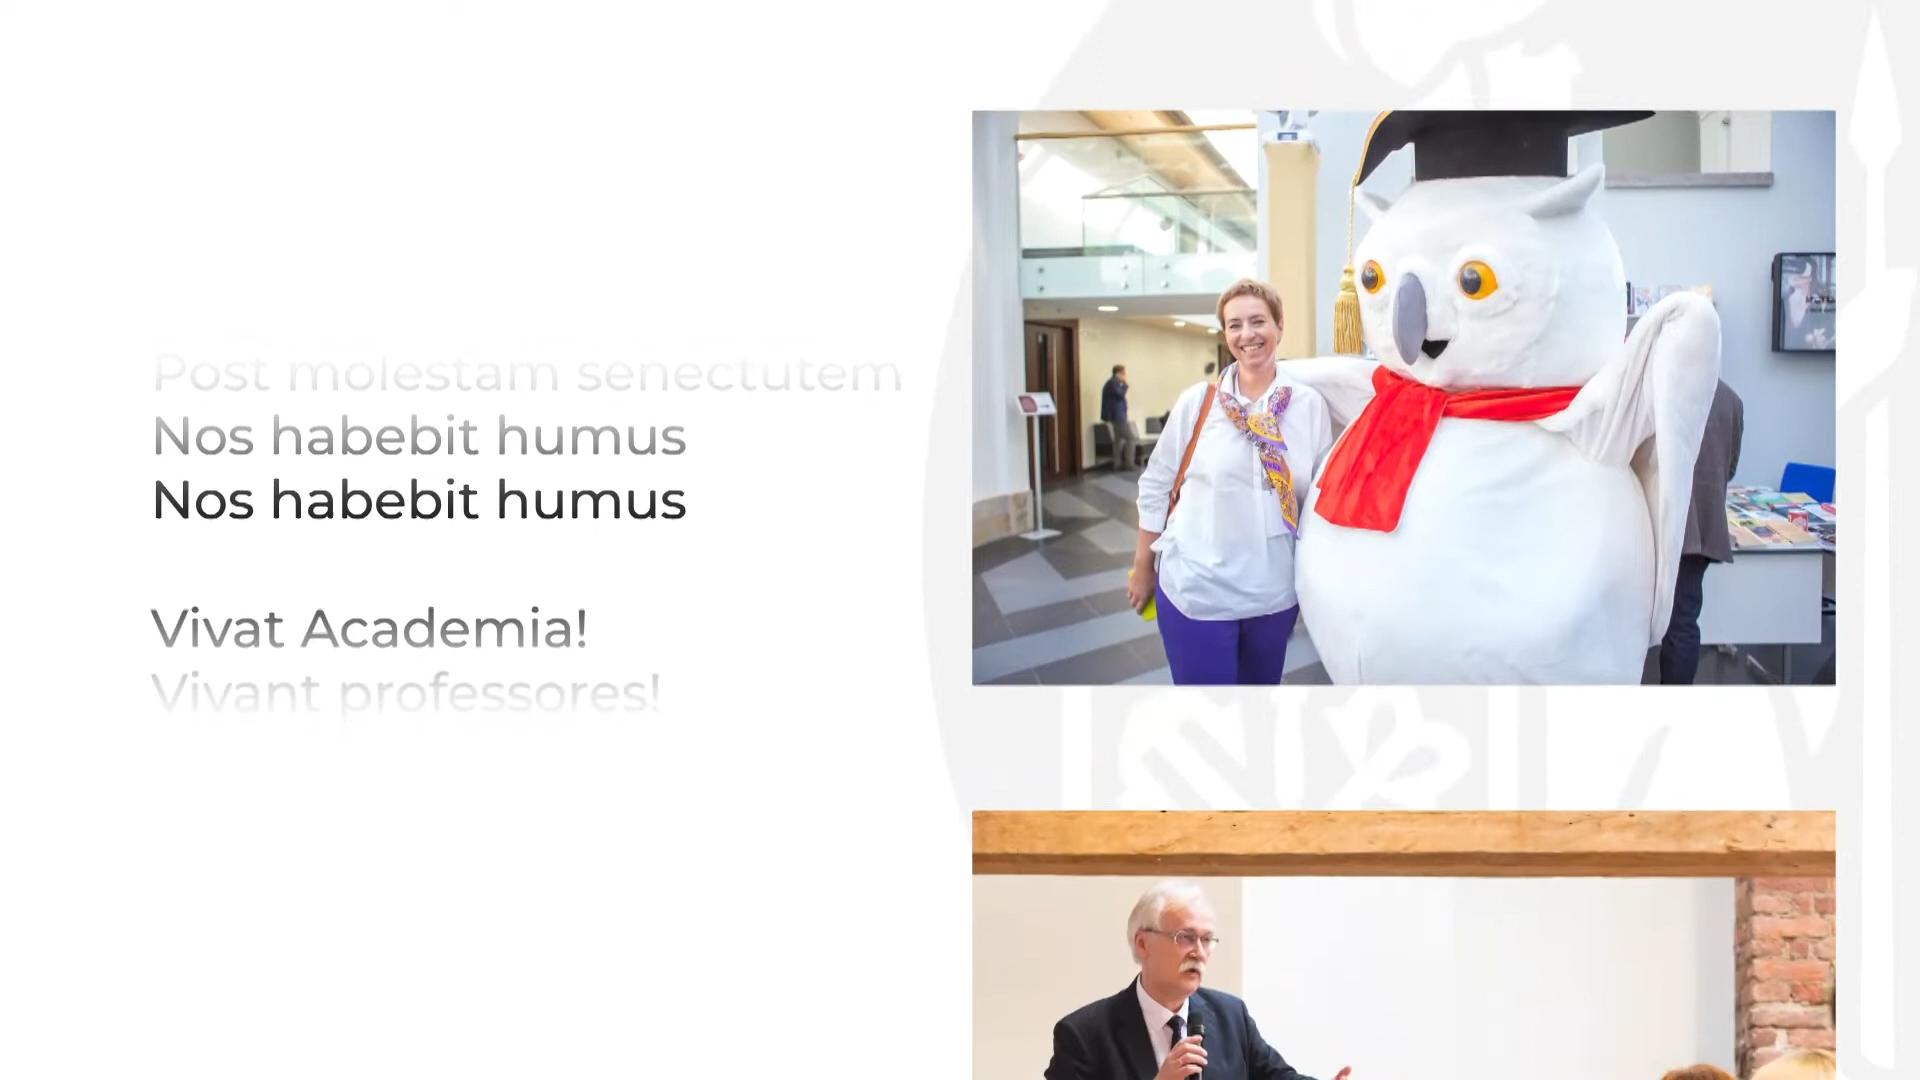 Post molestam senectutem
Nos habebit humus
Nos habebit humus
Vivat Academia!
Vivant professores!